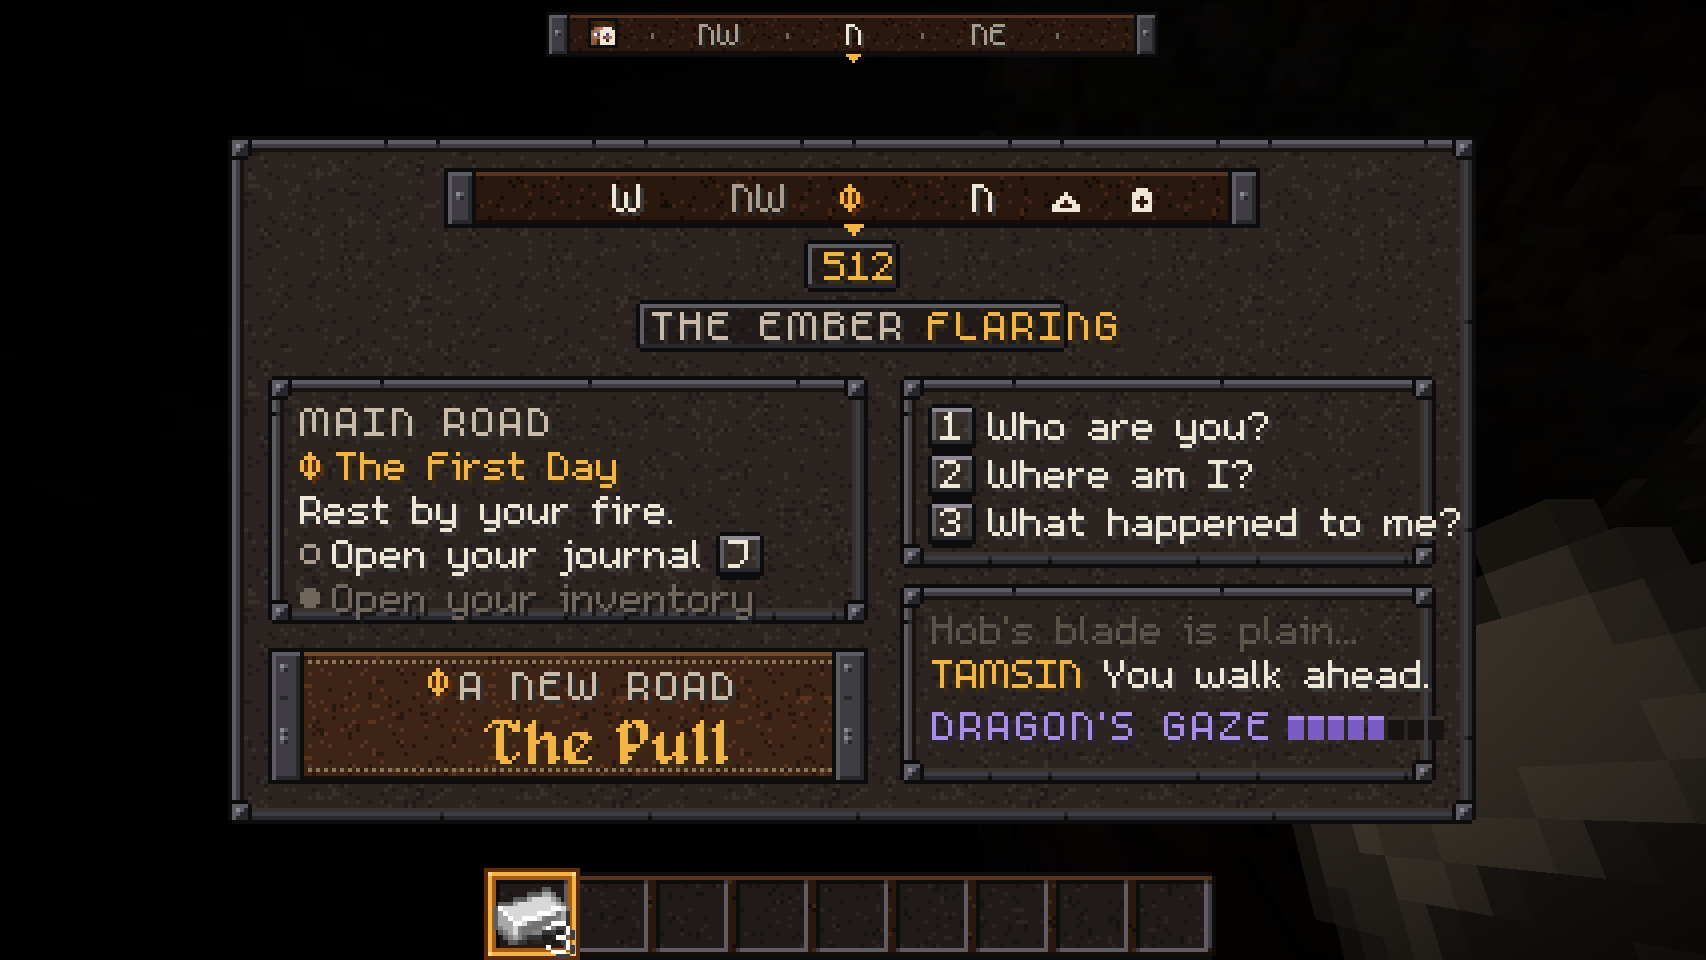 NW N NE
W NW N
512
THE EMBER FLARING
MAIN ROAD
The First Day
Rest by your fire.
Open your journal J
Open your inventory
A NEW ROAD
The Pull
1 Who are you?
2 Where am I?
3 What happened to me?
Hob's blade is plain...
TAMSIN You walk ahead.
DRAGON'S GAZE
3